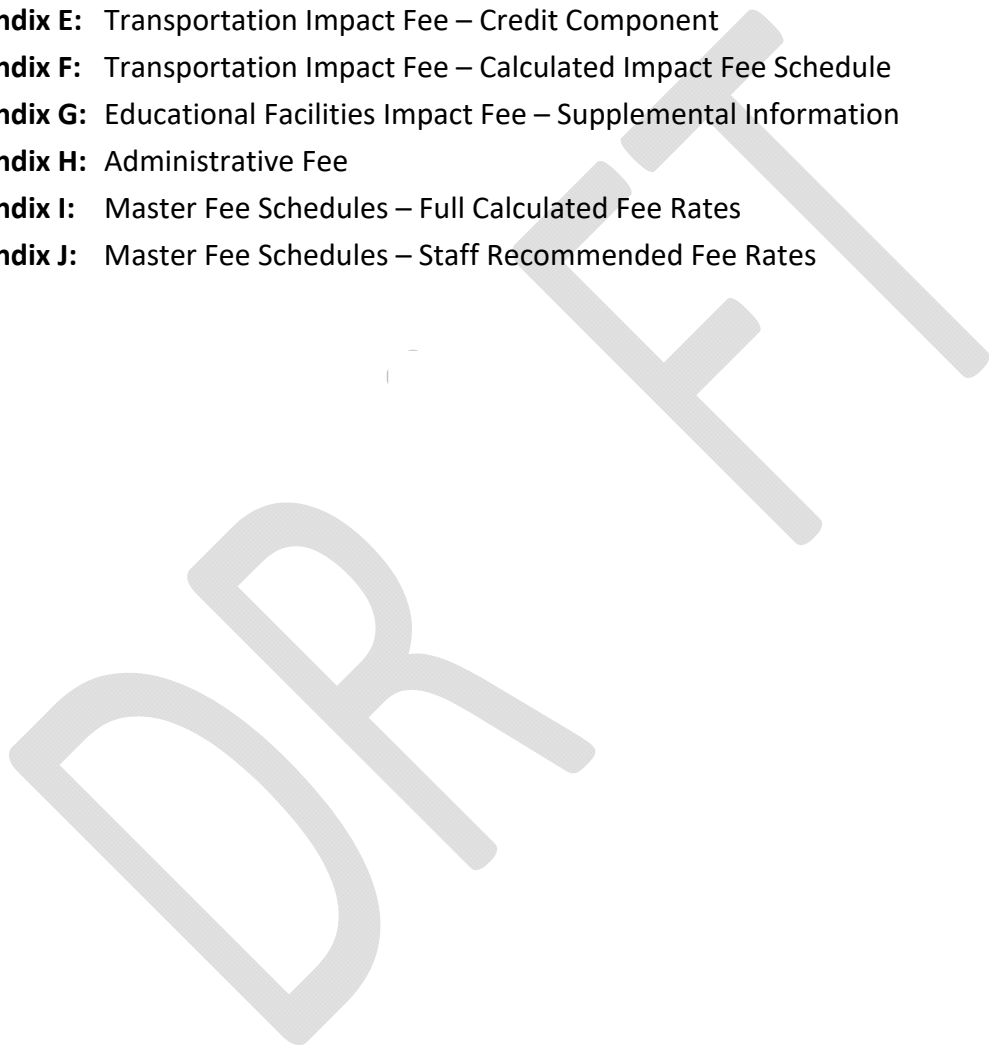 ndix E: Transportation Impact Fee – Credit Component
ndix F: Transportation Impact Fee – Calculated Impact Fee Schedule
ndix G: Educational Facilities Impact Fee – Supplemental Information
ndix H: Administrative Fee
ndix I: Master Fee Schedules – Full Calculated Fee Rates
ndix J: Master Fee Schedules – Staff Recommended Fee Rates
DR FT